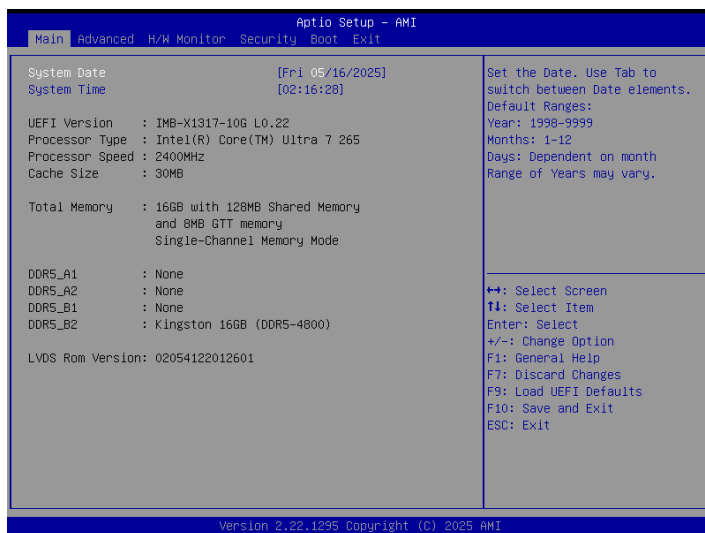 Aptio Setup - AMI
Main Advanced H/W Monitor Security Boot Exit
System Date [Fri 05/16/2025]
System Time [02:16:28]
UEFI Version : IMB-X1317-10G L0.22
Processor Type : Intel(R) Core(TM) Ultra 7 265
Processor Speed : 2400MHz
Cache Size : 30MB
Total Memory : 16GB with 128MB Shared Memory
and 8MB GTT memory
Single-Channel Memory Mode
DDR5_A1 : None
DDR5_A2 : None
DDR5_B1 : None
DDR5_B2 : Kingston 16GB (DDR5-4800)
LVDS Rom Version: 02054122012601
Set the Date. Use Tab to
switch between Date elements.
Default Ranges:
Year: 1998-9999
Months: 1-12
Days: Dependent on month
Range of Years may vary.
↔: Select Screen
↑↓: Select Item
Enter: Select
+/-: Change Option
F1: General Help
F7: Discard Changes
F9: Load UEFI Defaults
F10: Save and Exit
ESC: Exit
Version 2.22.1295 Copyright (C) 2025 AMI